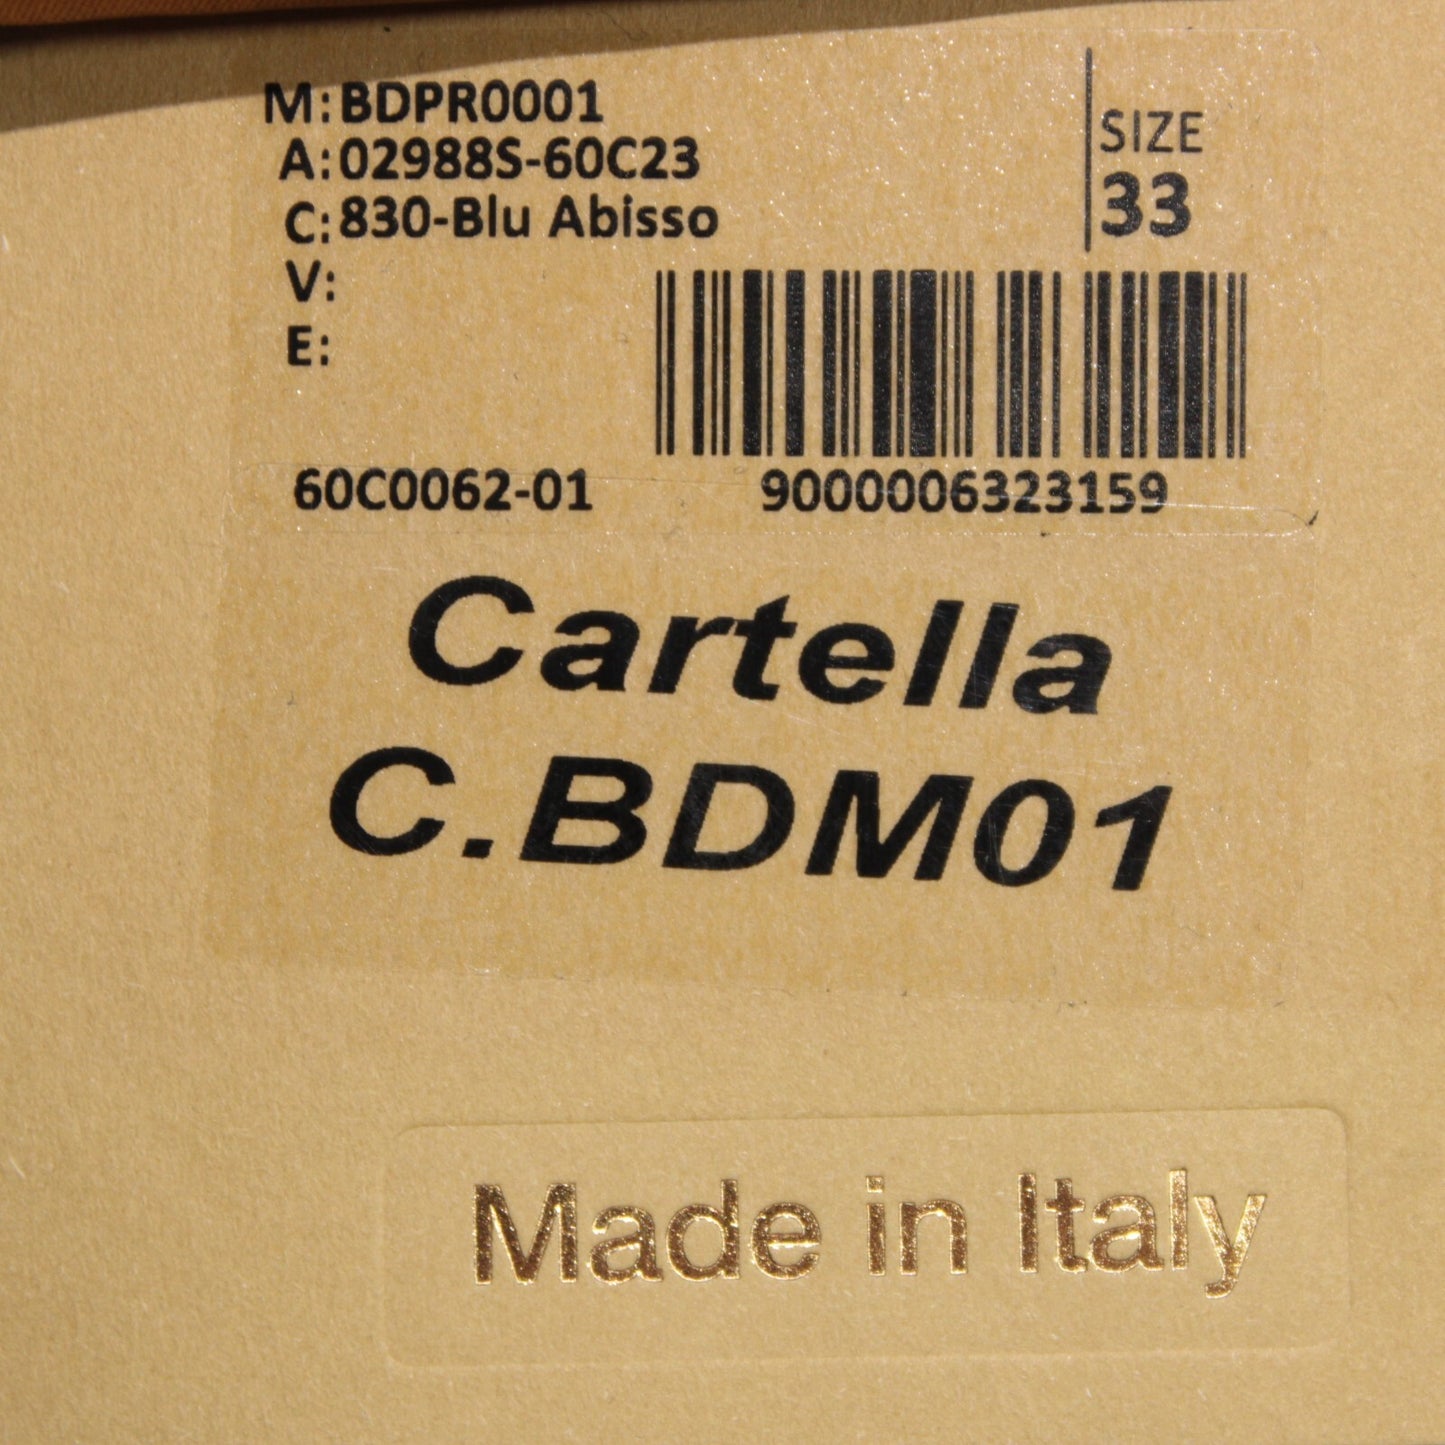 M: BDPR0001
A: 02988S-60C23
C: 830-Blu Abisso
V:
E:
SIZE
33
60C0062-01
9000006323159
Cartella
C.BDM01
Made in Italy